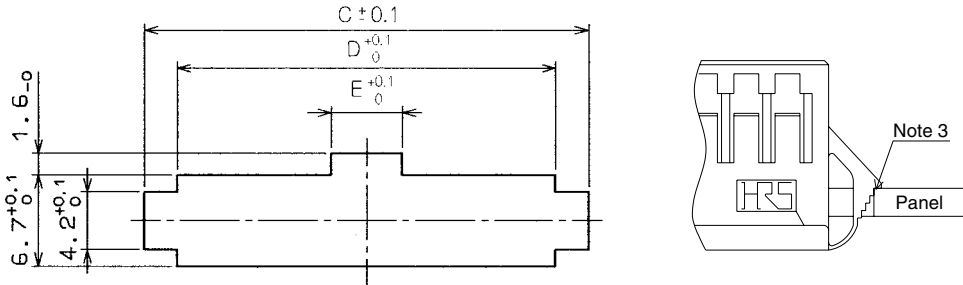 C ±0.1
D +0.1 0
E +0.1 0
1.6 -0
6.7 +0.1 0
4.2 +0.1 0
HRS
Note 3
Panel